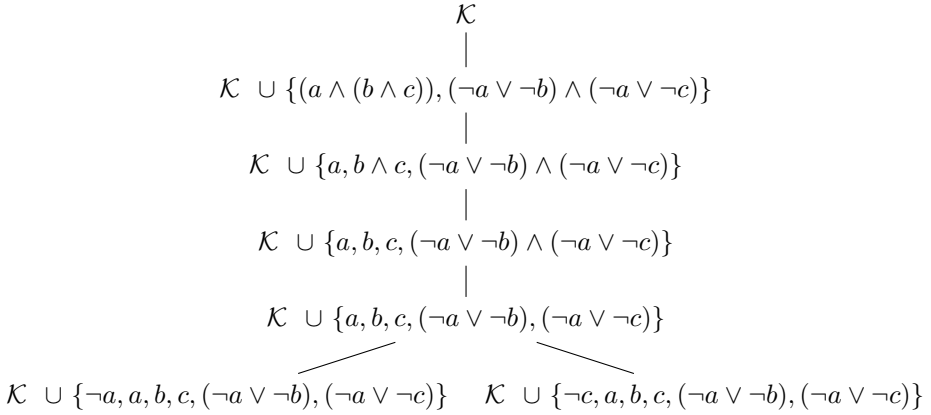 𝒦
𝒦 ∪ {(a ∧ (b ∧ c)), (¬a ∨ ¬b) ∧ (¬a ∨ ¬c)}
𝒦 ∪ {a, b ∧ c, (¬a ∨ ¬b) ∧ (¬a ∨ ¬c)}
𝒦 ∪ {a, b, c, (¬a ∨ ¬b) ∧ (¬a ∨ ¬c)}
𝒦 ∪ {a, b, c, (¬a ∨ ¬b), (¬a ∨ ¬c)}
𝒦 ∪ {¬a, a, b, c, (¬a ∨ ¬b), (¬a ∨ ¬c)}
𝒦 ∪ {¬c, a, b, c, (¬a ∨ ¬b), (¬a ∨ ¬c)}